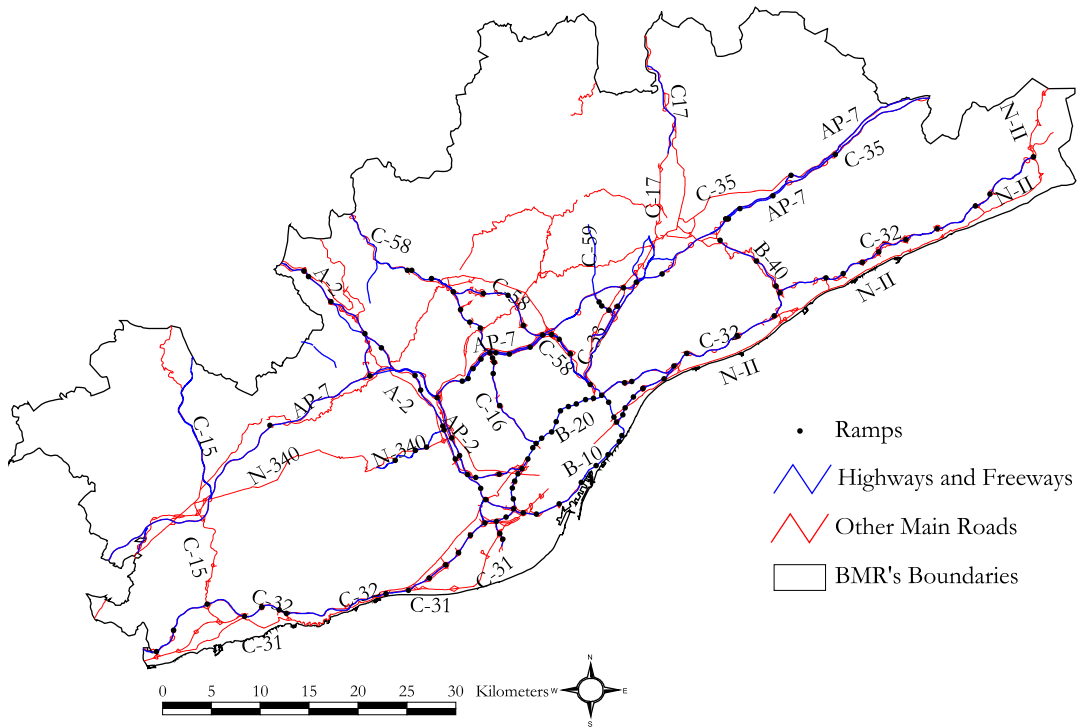 C17
AP-7
N-II
C-35
C-35
C-17
AP-7
N-II
C-58
C-59
C-32
B-40
A-2
N-II
C-58
AP-7
C-33
C-58
C-32
N-II
A-2
AP-7
C-16
C-15
B-20
AP-2
N-340
N-340
B-10
C-15
C-31
C-32
C-32
C-31
C-31
Ramps
Highways and Freeways
Other Main Roads
BMR's Boundaries
0 5 10 15 20 25 30 Kilometers
N
W E
S